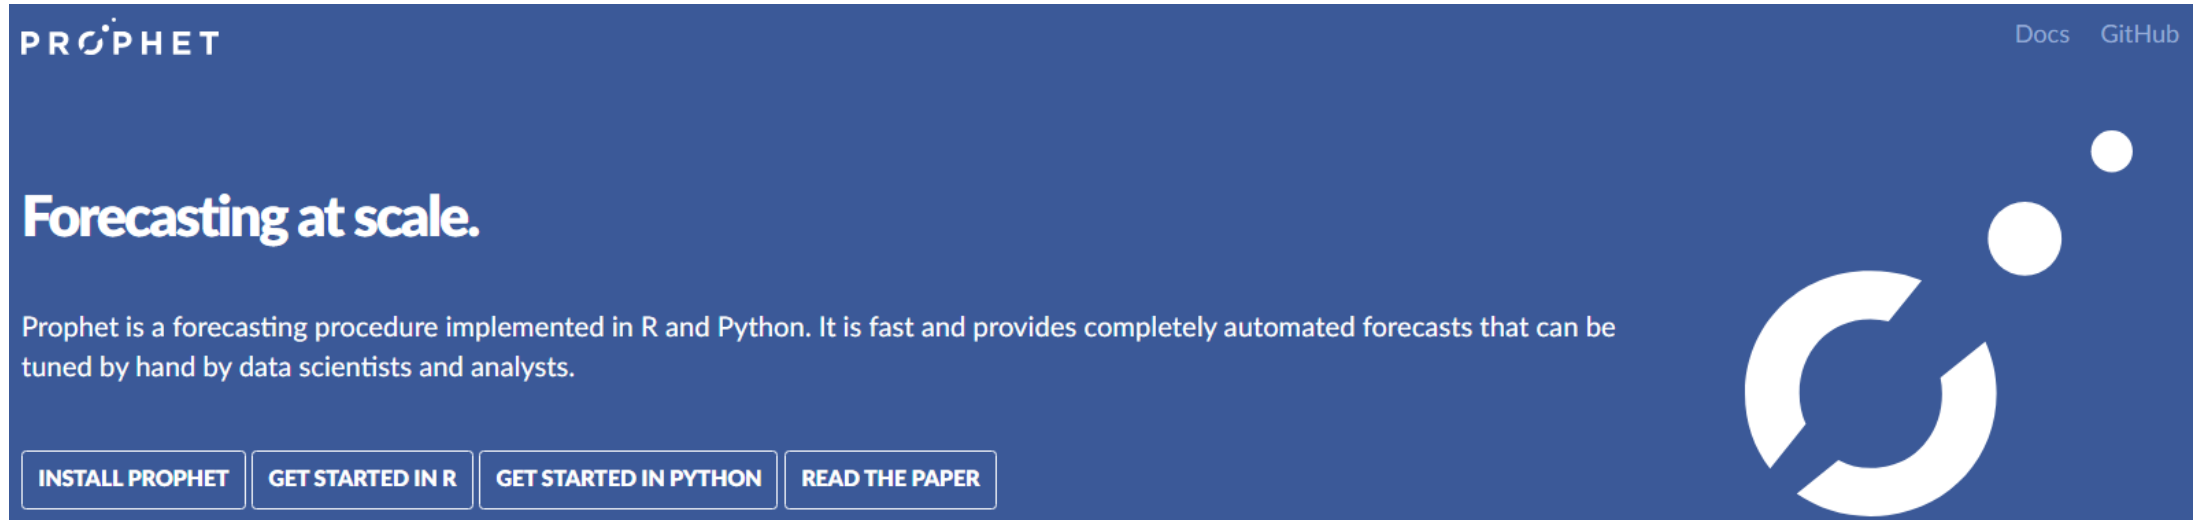 PROPHET
Docs GitHub
Forecasting at scale.
Prophet is a forecasting procedure implemented in R and Python. It is fast and provides completely automated forecasts that can be
tuned by hand by data scientists and analysts.
INSTALL PROPHET GET STARTED IN R GET STARTED IN PYTHON READ THE PAPER